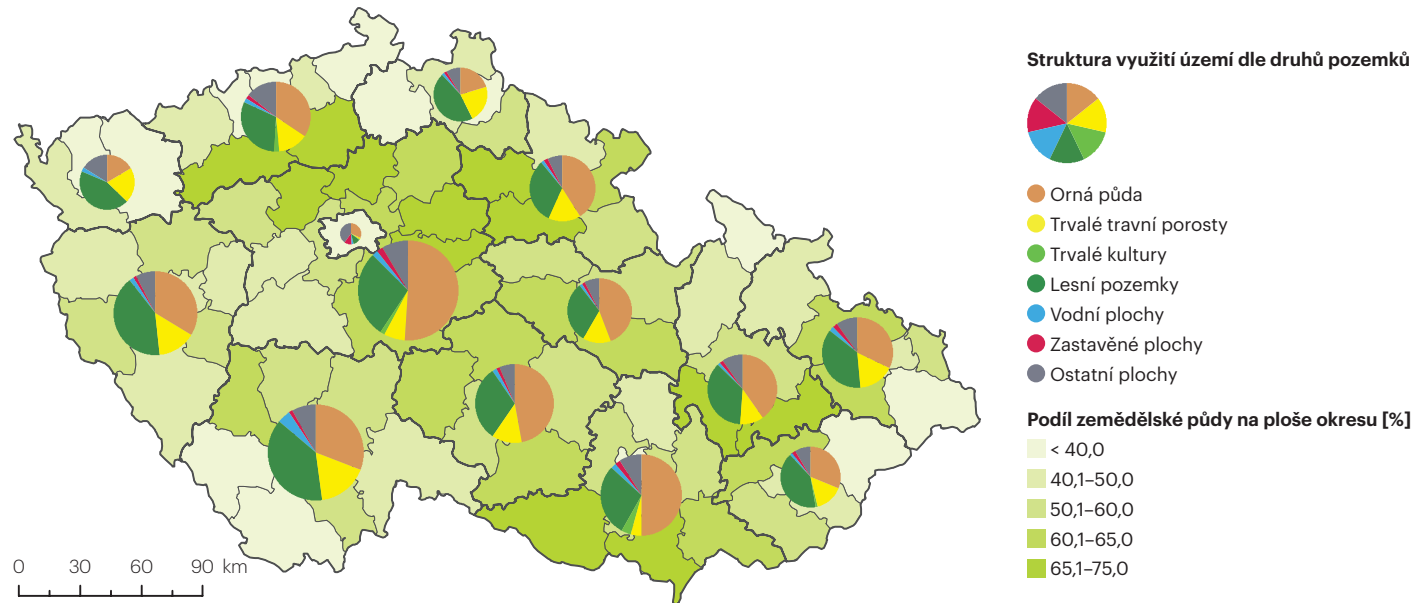 Struktura využití území dle druhů pozemků
Orná půda
Trvalé travní porosty
Trvalé kultury
Lesní pozemky
Vodní plochy
Zastavěné plochy
Ostatní plochy
Podíl zemědělské půdy na ploše okresu [%]
< 40,0
40,1–50,0
50,1–60,0
60,1–65,0
65,1–75,0
0 30 60 90 km